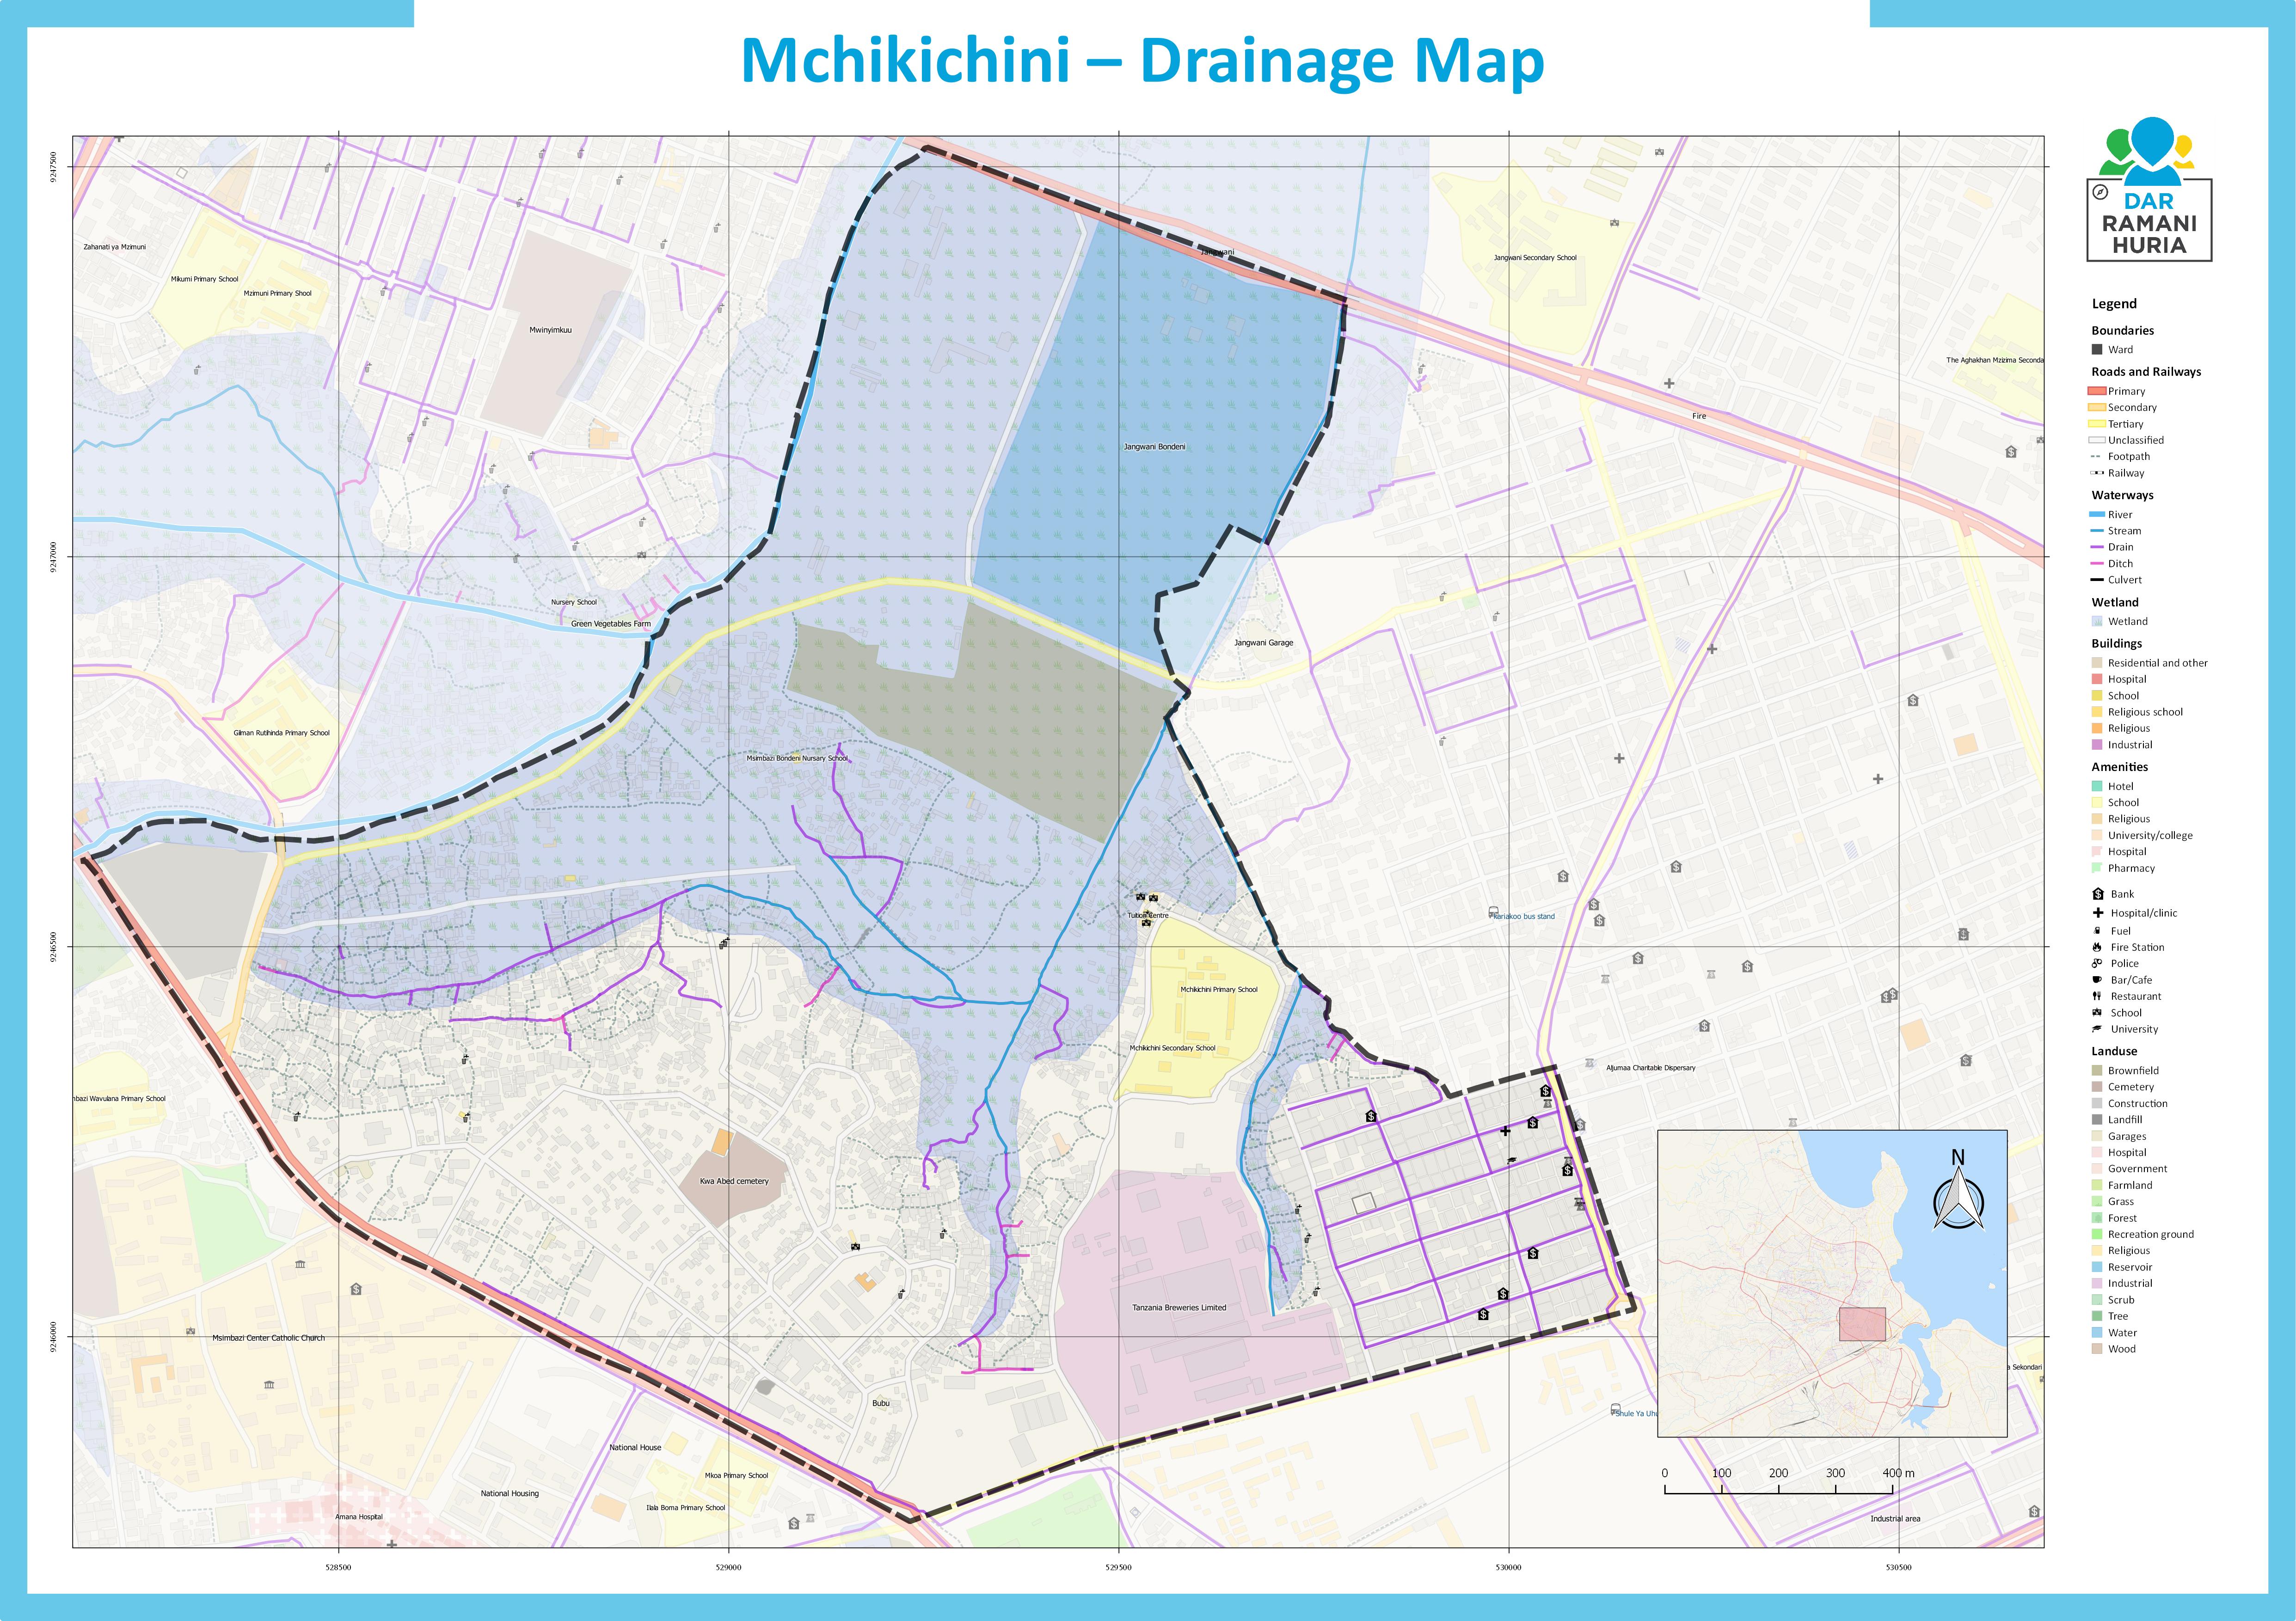 Mchikichini – Drainage Map
DAR
RAMANI
HURIA
Legend
Boundaries
Ward
Roads and Railways
Primary
Secondary
Tertiary
Unclassified
Footpath
Railway
Waterways
River
Stream
Drain
Ditch
Culvert
Wetland
Wetland
Buildings
Residential and other
Hospital
School
Religious school
Religious
Industrial
Amenities
Hotel
School
Religious
University/college
Hospital
Pharmacy
Bank
Hospital/clinic
Fuel
Fire Station
Police
Bar/Cafe
Restaurant
School
University
Landuse
Brownfield
Cemetery
Construction
Landfill
Garages
Hospital
Government
Farmland
Grass
Forest
Recreation ground
Religious
Reservoir
Industrial
Scrub
Tree
Water
Wood
9247500
9247000
9246500
9246000
528500
529000
529500
530000
530500
Zahanati ya Mzimuni
Mikumi Primary School
Mzimuni Primary Shool
Mwinyimkuu
Jangwani
Jangwani Secondary School
The Aghakhan Mzizima Seconda
Fire
Jangwani Bondeni
Nursery School
Green Vegetables Farm
Jangwani Garage
Gilman Rutihinda Primary School
Msimbazi Bondeni Nursary School
Tuition Centre
Kariakoo bus stand
Mchikichini Primary School
Mchikichini Secondary School
Aljumaa Charitable Dispersary
mbazi Wavulana Primary School
Kwa Abed cemetery
Tanzania Breweries Limited
Msimbazi Center Catholic Church
Bubu
National House
Mkoa Primary School
National Housing
Ilala Boma Primary School
Amana Hospital
Shule Ya Uhu
a Sekondari
Industrial area
N
0 100 200 300 400 m